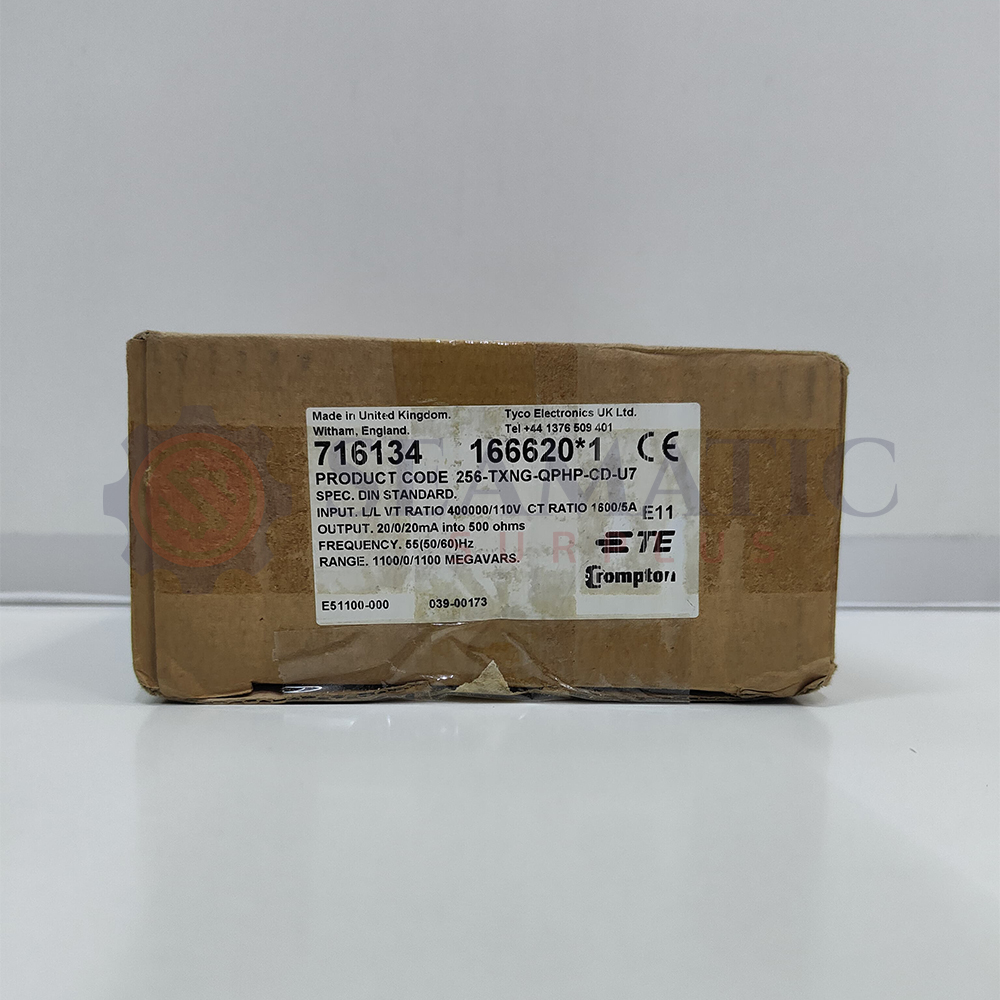 Made in United Kingdom. Tyco Electronics UK Ltd.
Witham, England. Tel +44 1376 509 401
716134 166620*1 CE
PRODUCT CODE 256-TXNG-QPHP-CD-U7
SPEC. DIN STANDARD.
INPUT. L/L VT RATIO 400000/110V CT RATIO 1600/5A E11
OUTPUT. 20/0/20mA into 500 ohms
FREQUENCY. 55(50/60)Hz
RANGE. 1100/0/1100 MEGAVARS.
TE
Crompton
E51100-000 039-00173
SEAMATIC
SURPLUS